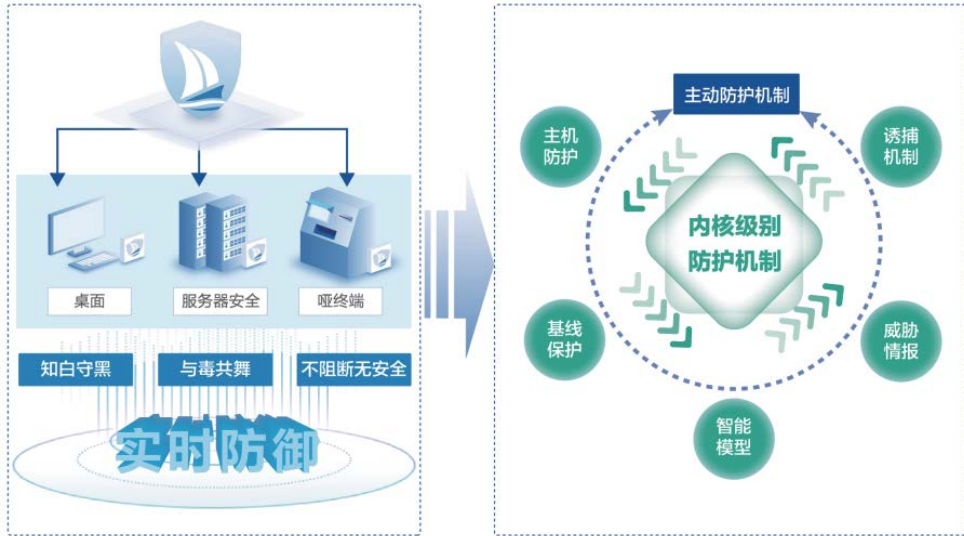 桌面
服务器安全
哑终端
知白守黑
与毒共舞
不阻断无安全
实时防御
主动防护机制
主机
防护
诱捕
机制
内核级别
防护机制
基线
保护
威胁
情报
智能
模型